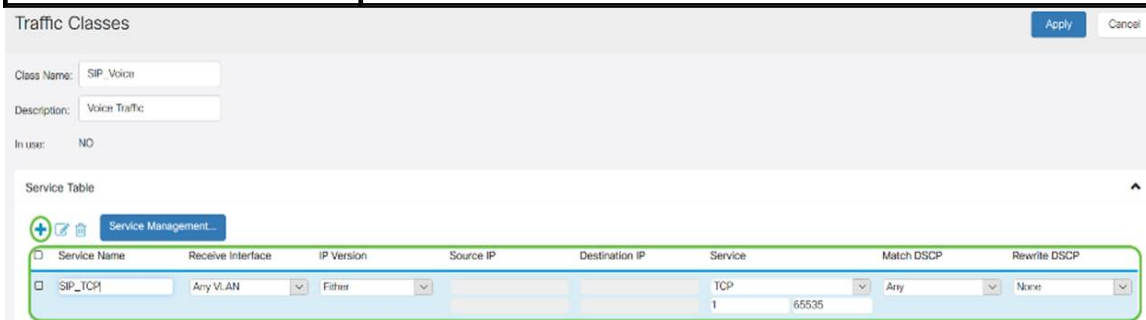 Traffic Classes Apply Cancel
Class Name: SIP_Voice
Description: Voice Traffic
In use: NO
Service Table
Service Management...
Service Name Receive Interface IP Version Source IP Destination IP Service Match DSCP Rewrite DSCP
SIP_TCP Any VLAN Either TCP Any None
1 65535